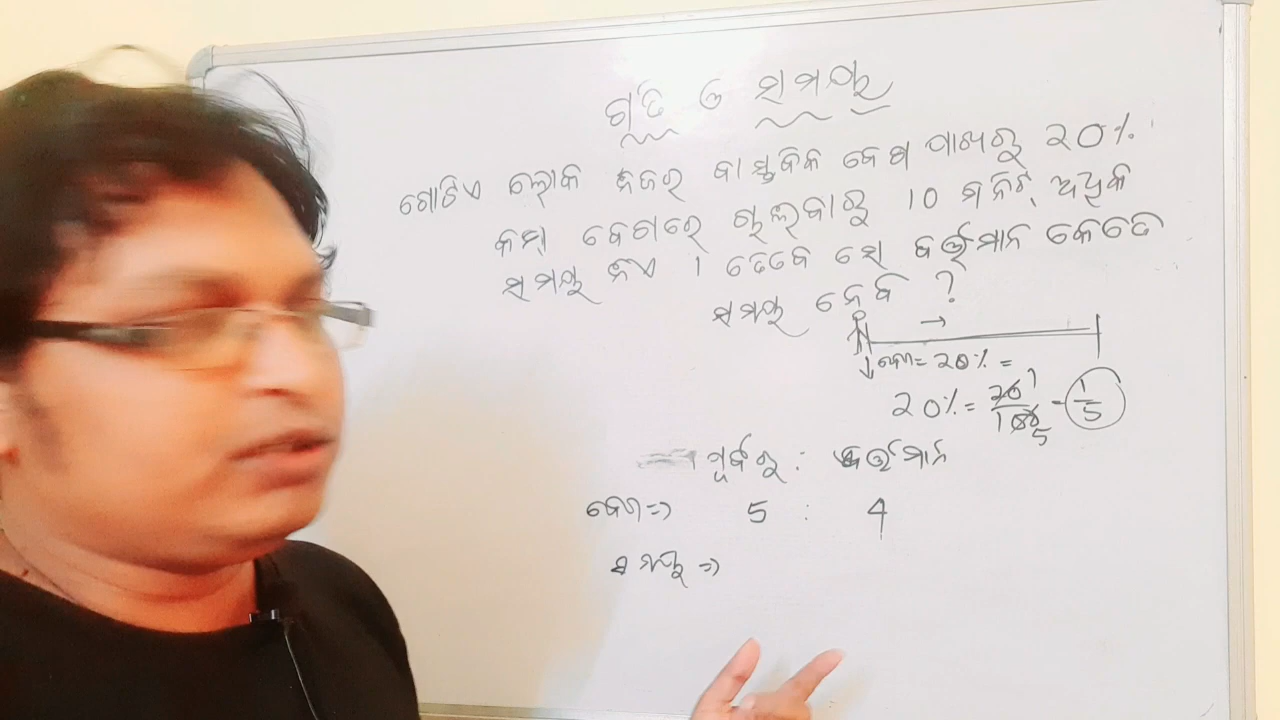 ଗତି ଓ ସମୟ
ଗୋଟିଏ ଲୋକ ନିଜର ବାସ୍ତବିକ ବେଗ ଠାରୁ 20%
କମ୍ ବେଗରେ ଚାଲିବାରୁ 10 ମିନିଟ୍ ଅଧିକ
ସମୟ ନିଏ । ତେବେ ସେ ବର୍ତ୍ତମାନ କେତେ
ସମୟ ନେବ ?
→
ବେଗ = 20% =
20% = 20/100 = 1/5
ପୂର୍ବରୁ : ବର୍ତ୍ତମାନ
ବେଗ => 5 : 4
ସମୟ =>